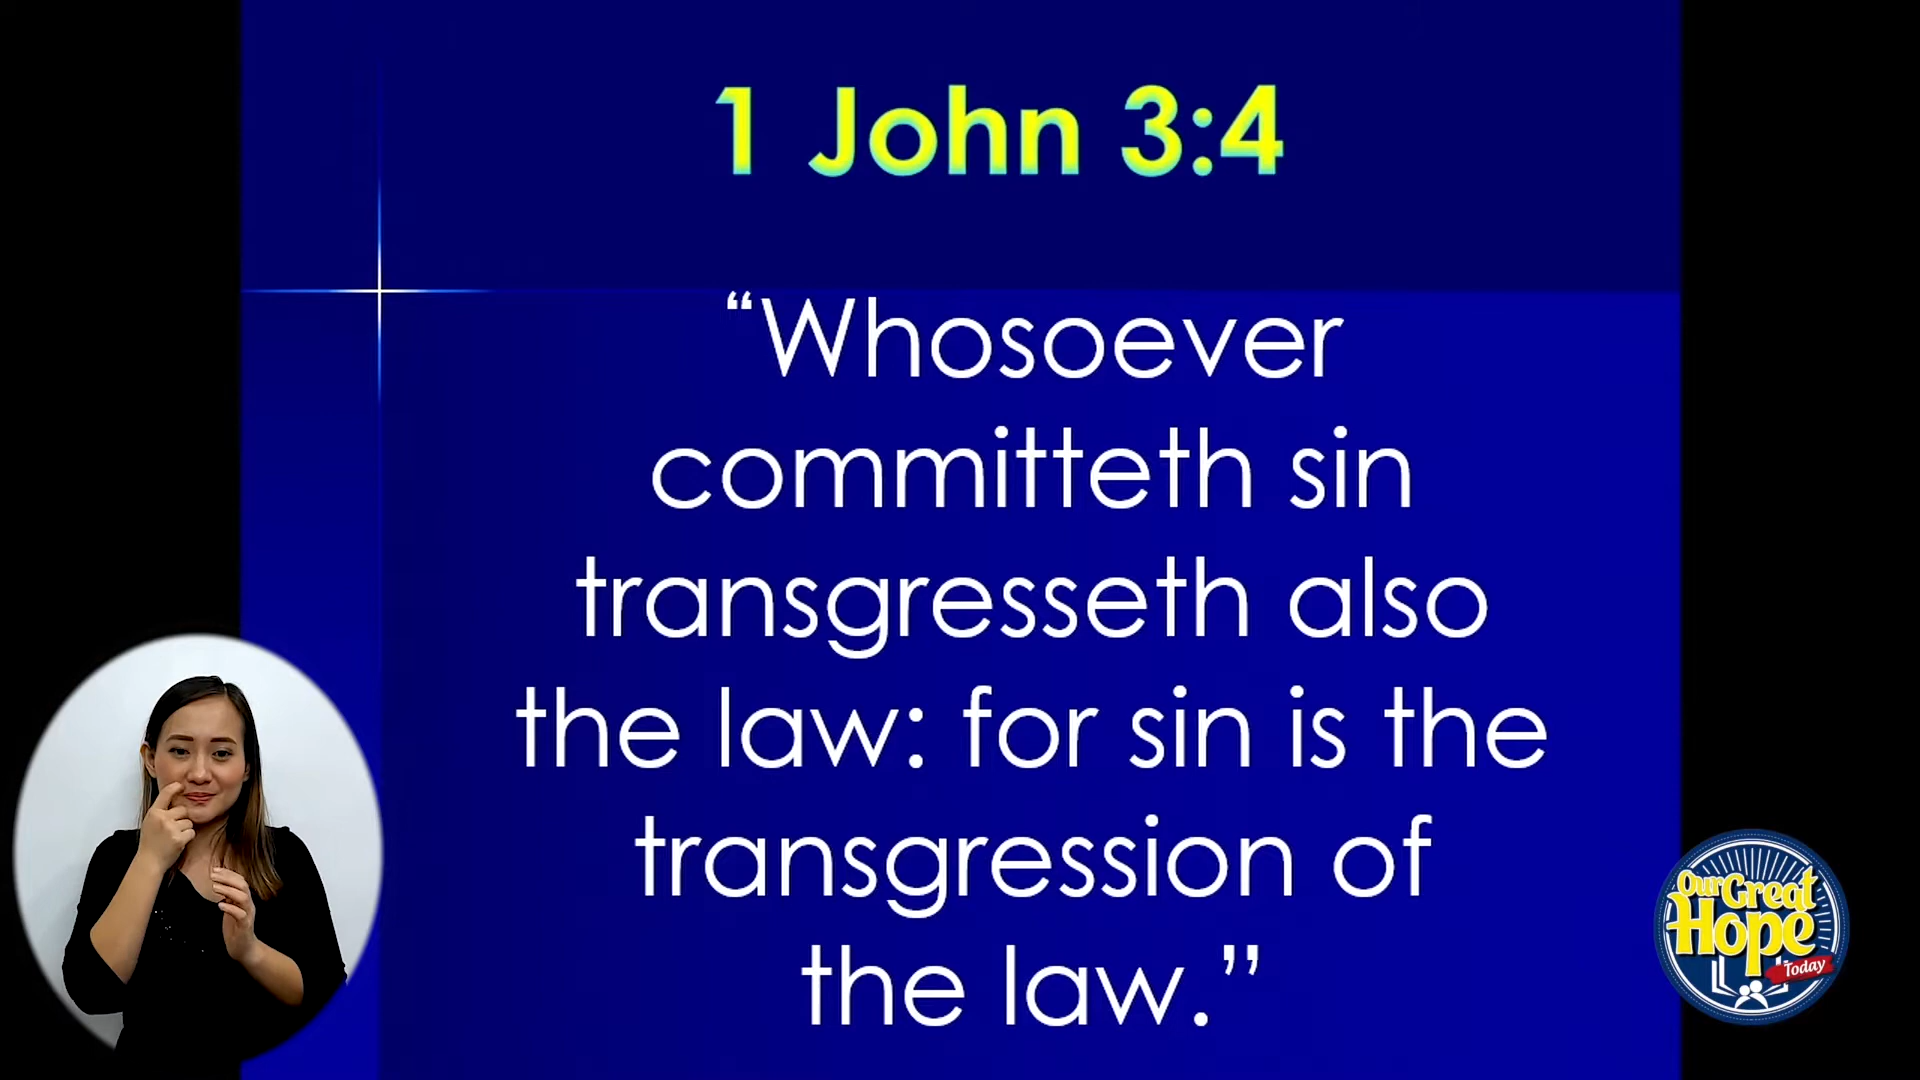 1 John 3:4
“Whosoever
committeth sin
transgresseth also
the law: for sin is the
transgression of
the law.”
Our Great
Hope
Today